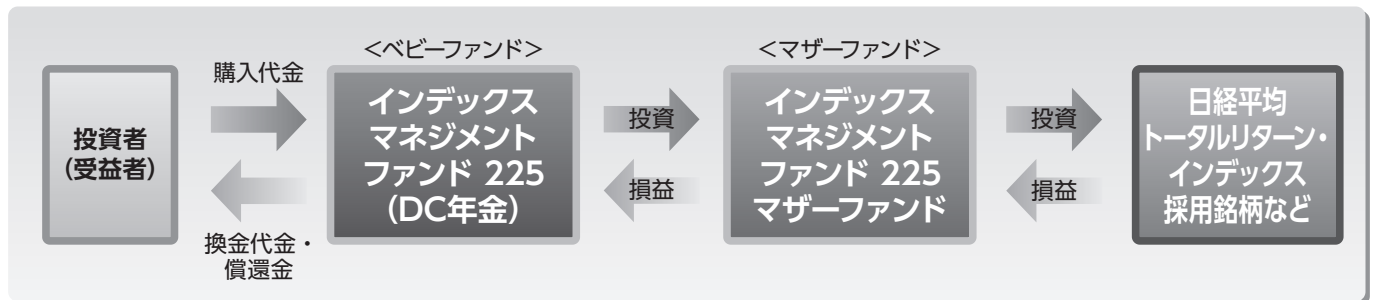 投資者
(受益者)
購入代金
換金代金・
償還金
＜ベビーファンド＞
インデックス
マネジメント
ファンド 225
(DC年金)
投資
損益
＜マザーファンド＞
インデックス
マネジメント
ファンド 225
マザーファンド
投資
損益
日経平均
トータルリターン・
インデックス
採用銘柄など